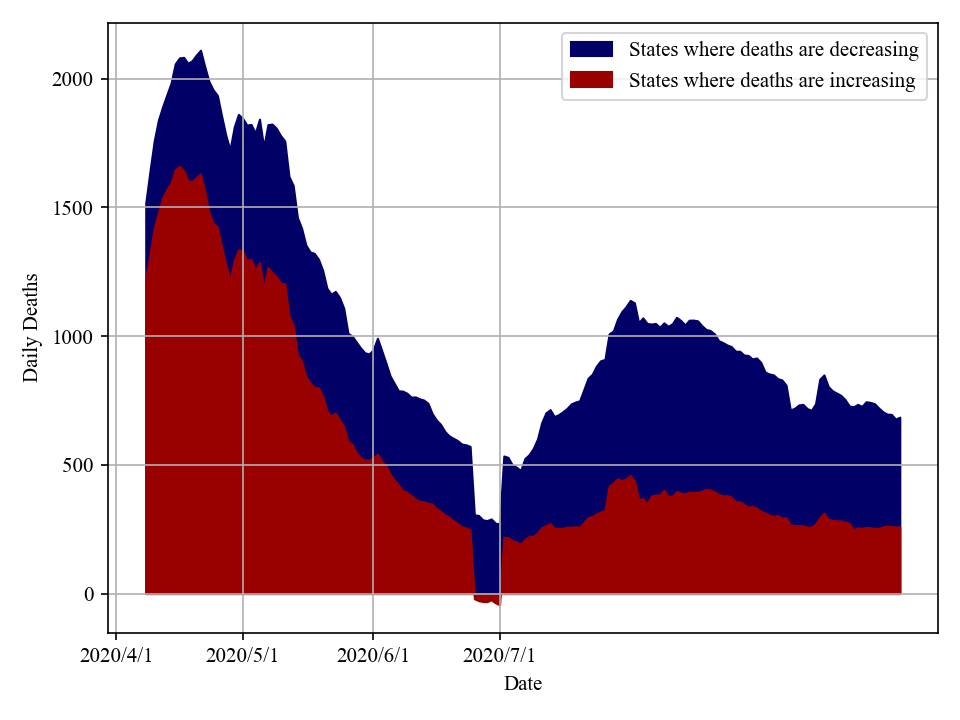 States where deaths are decreasing
States where deaths are increasing
2000
1500
1000
500
0
Daily Deaths
2020/4/1 2020/5/1 2020/6/1 2020/7/1
Date